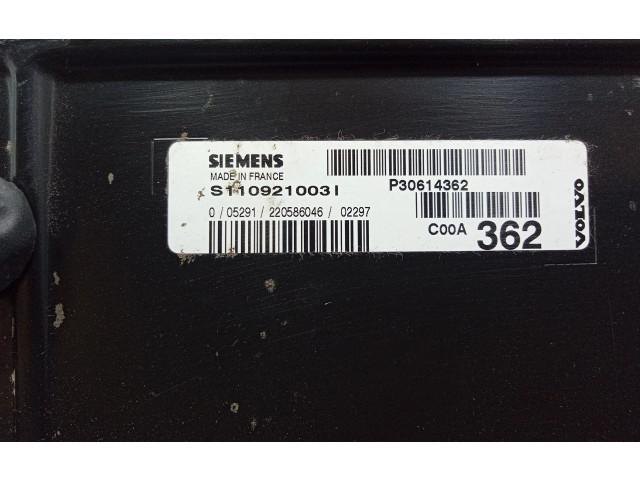 SIEMENS
MADE IN FRANCE
S110921003I
0 / 05291 / 220586046 / 02297
P30614362
C00A 362
VOLVO